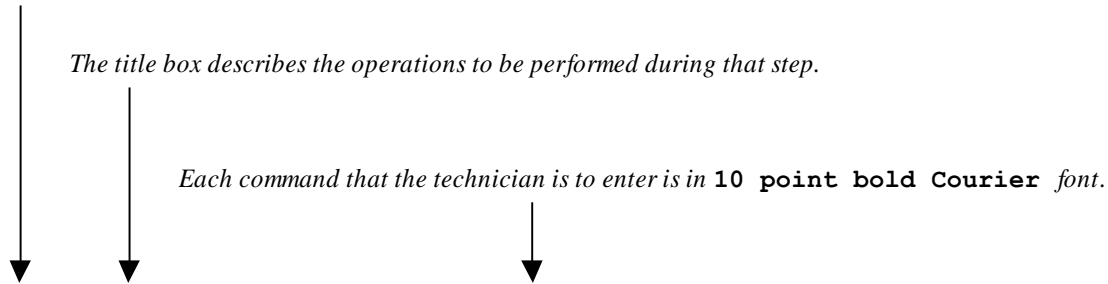 The title box describes the operations to be performed during that step.
Each command that the technician is to enter is in 10 point bold Courier font.